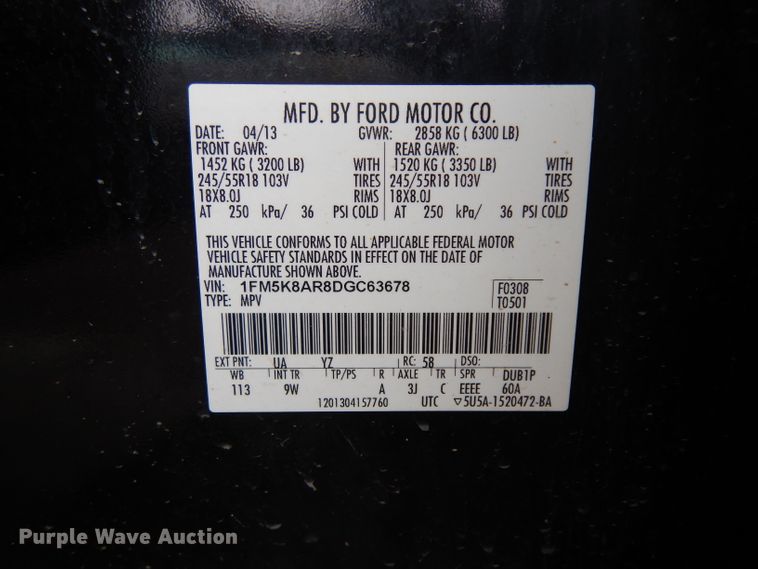 MFD. BY FORD MOTOR CO.
DATE: 04/13 GVWR: 2858 KG ( 6300 LB)
FRONT GAWR: REAR GAWR:
1452 KG ( 3200 LB) WITH 1520 KG ( 3350 LB) WITH
245/55R18 103V TIRES 245/55R18 103V TIRES
18X8.0J RIMS 18X8.0J RIMS
AT 250 kPa/ 36 PSI COLD AT 250 kPa/ 36 PSI COLD
THIS VEHICLE CONFORMS TO ALL APPLICABLE FEDERAL MOTOR
VEHICLE SAFETY STANDARDS IN EFFECT ON THE DATE OF
MANUFACTURE SHOWN ABOVE.
VIN: 1FM5K8AR8DGC63678 F0308
TYPE: MPV T0501
EXT PNT: UA YZ RC: 58 DSO:
WB INT TR TP/PS R AXLE TR SPR DUB1P
113 9W A 3J C EEEE 60A
1201304157760 UTC ▽5U5A-1520472-BA
Purple Wave Auction